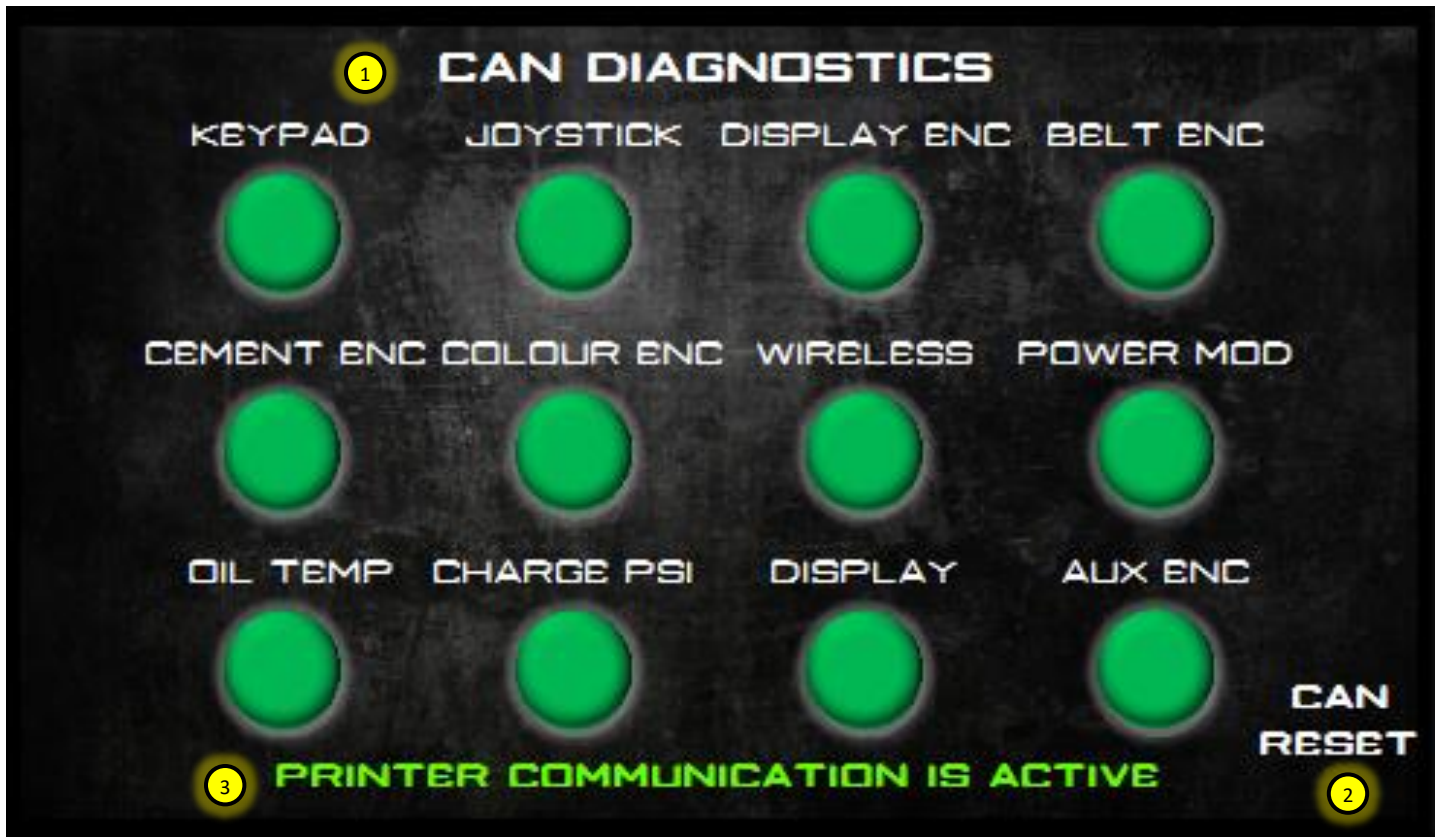 1 CAN DIAGNOSTICS
KEYPAD JOYSTICK DISPLAY ENC BELT ENC
CEMENT ENC COLOUR ENC WIRELESS POWER MOD
OIL TEMP CHARGE PSI DISPLAY AUX ENC
CAN
RESET
3 PRINTER COMMUNICATION IS ACTIVE
2